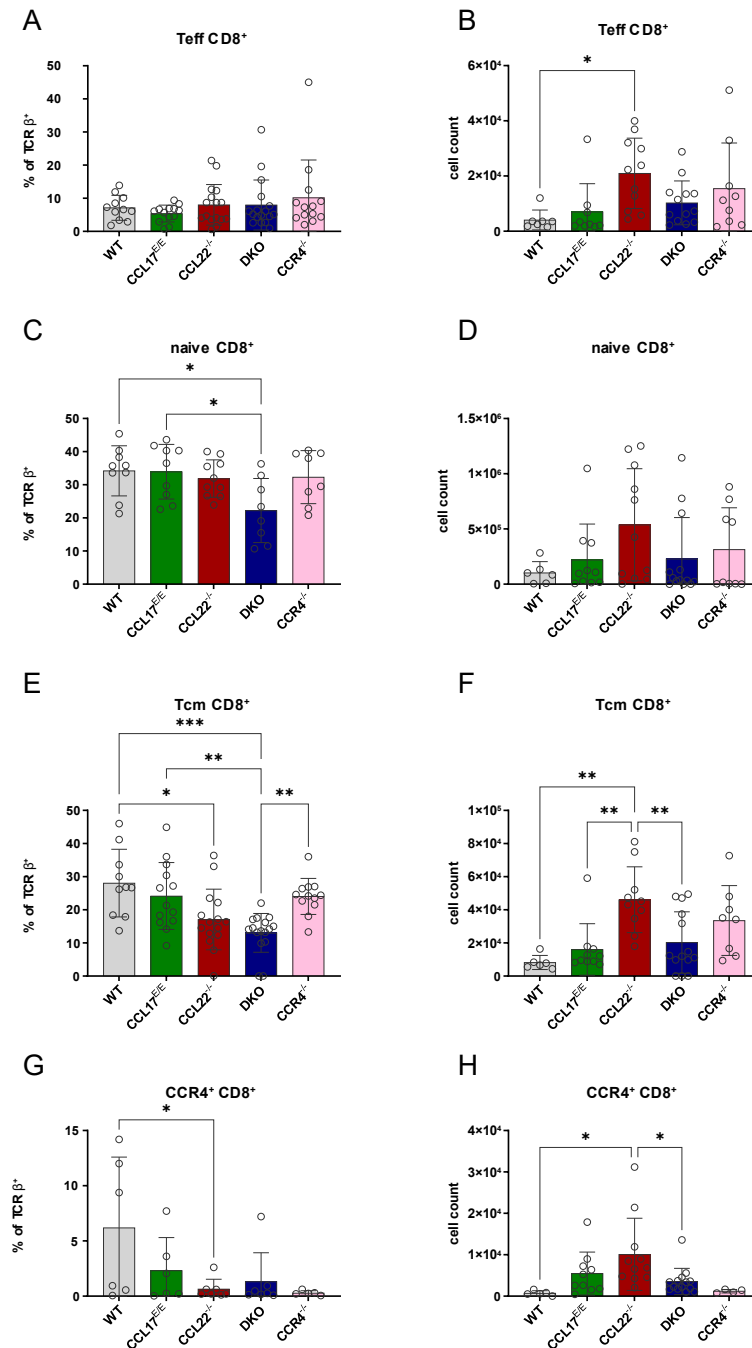 A
Teff CD8⁺
% of TCR β⁺
50
40
30
20
10
0
WT
CCL17ᴱ/ᴱ
CCL22⁻/⁻
DKO
CCR4⁻/⁻
B
Teff CD8⁺
*
cell count
6×10⁴
4×10⁴
2×10⁴
0
WT
CCL17ᴱ/ᴱ
CCL22⁻/⁻
DKO
CCR4⁻/⁻
C
naive CD8⁺
*
*
% of TCR β⁺
50
40
30
20
10
0
WT
CCL17ᴱ/ᴱ
CCL22⁻/⁻
DKO
CCR4⁻/⁻
D
naive CD8⁺
cell count
1.5×10⁶
1×10⁶
5×10⁵
0
WT
CCL17ᴱ/ᴱ
CCL22⁻/⁻
DKO
CCR4⁻/⁻
E
Tcm CD8⁺
***
**
*
**
% of TCR β⁺
50
40
30
20
10
0
WT
CCL17ᴱ/ᴱ
CCL22⁻/⁻
DKO
CCR4⁻/⁻
F
Tcm CD8⁺
**
**
**
cell count
1×10⁵
8×10⁴
6×10⁴
4×10⁴
2×10⁴
0
WT
CCL17ᴱ/ᴱ
CCL22⁻/⁻
DKO
CCR4⁻/⁻
G
CCR4⁺ CD8⁺
*
% of TCR β⁺
15
10
5
0
WT
CCL17ᴱ/ᴱ
CCL22⁻/⁻
DKO
CCR4⁻/⁻
H
CCR4⁺ CD8⁺
*
*
cell count
4×10⁴
3×10⁴
2×10⁴
1×10⁴
0
WT
CCL17ᴱ/ᴱ
CCL22⁻/⁻
DKO
CCR4⁻/⁻